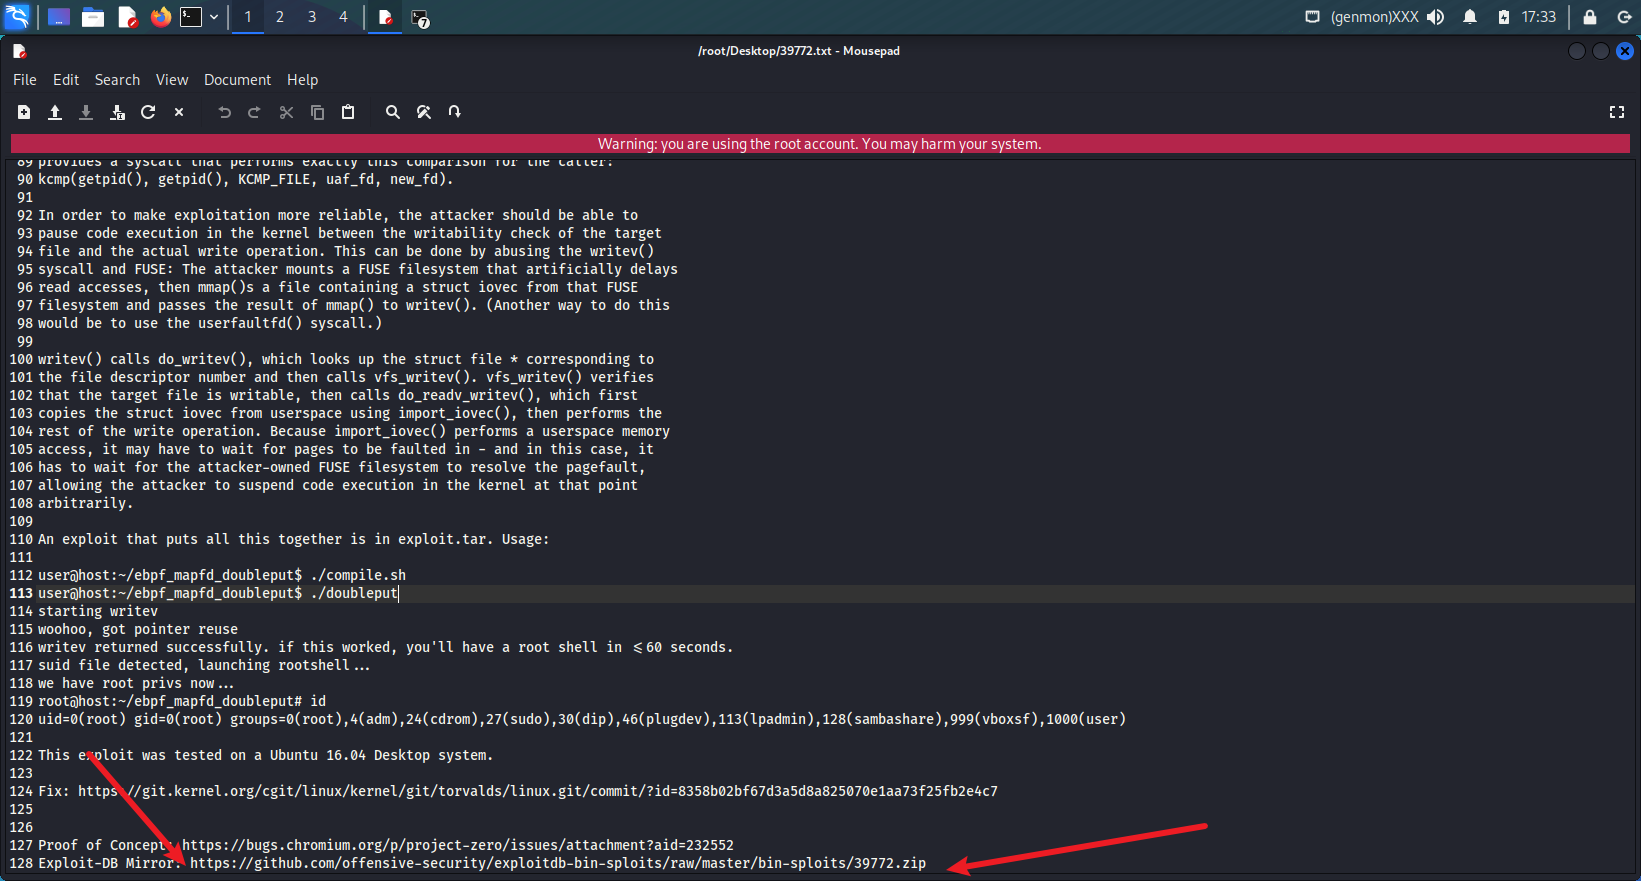 1 2 3 4
7
(genmon)XXX 17:33
/root/Desktop/39772.txt - Mousepad
File Edit Search View Document Help
Warning: you are using the root account. You may harm your system.
89 provides a syscall that performs exactly this comparison for the caller:
90 kcmp(getpid(), getpid(), KCMP_FILE, uaf_fd, new_fd).
91
92 In order to make exploitation more reliable, the attacker should be able to
93 pause code execution in the kernel between the writability check of the target
94 file and the actual write operation. This can be done by abusing the writev()
95 syscall and FUSE: The attacker mounts a FUSE filesystem that artificially delays
96 read accesses, then mmap()s a file containing a struct iovec from that FUSE
97 filesystem and passes the result of mmap() to writev(). (Another way to do this
98 would be to use the userfaultfd() syscall.)
99
100 writev() calls do_writev(), which looks up the struct file * corresponding to
101 the file descriptor number and then calls vfs_writev(). vfs_writev() verifies
102 that the target file is writable, then calls do_readv_writev(), which first
103 copies the struct iovec from userspace using import_iovec(), then performs the
104 rest of the write operation. Because import_iovec() performs a userspace memory
105 access, it may have to wait for pages to be faulted in - and in this case, it
106 has to wait for the attacker-owned FUSE filesystem to resolve the pagefault,
107 allowing the attacker to suspend code execution in the kernel at that point
108 arbitrarily.
109
110 An exploit that puts all this together is in exploit.tar. Usage:
111
112 user@host:~/ebpf_mapfd_doubleput$ ./compile.sh
113 user@host:~/ebpf_mapfd_doubleput$ ./doubleput
114 starting writev
115 woohoo, got pointer reuse
116 writev returned successfully. if this worked, you'll have a root shell in <=60 seconds.
117 suid file detected, launching rootshell...
118 we have root privs now...
119 root@host:~/ebpf_mapfd_doubleput# id
120 uid=0(root) gid=0(root) groups=0(root),4(adm),24(cdrom),27(sudo),30(dip),46(plugdev),113(lpadmin),128(sambashare),999(vboxsf),1000(user)
121
122 This exploit was tested on a Ubuntu 16.04 Desktop system.
123
124 Fix: https://git.kernel.org/cgit/linux/kernel/git/torvalds/linux.git/commit/?id=8358b02bf67d3a5d8a825070e1aa73f25fb2e4c7
125
126
127 Proof of Concept: https://bugs.chromium.org/p/project-zero/issues/attachment?aid=232552
128 Exploit-DB Mirror: https://github.com/offensive-security/exploitdb-bin-sploits/raw/master/bin-sploits/39772.zip